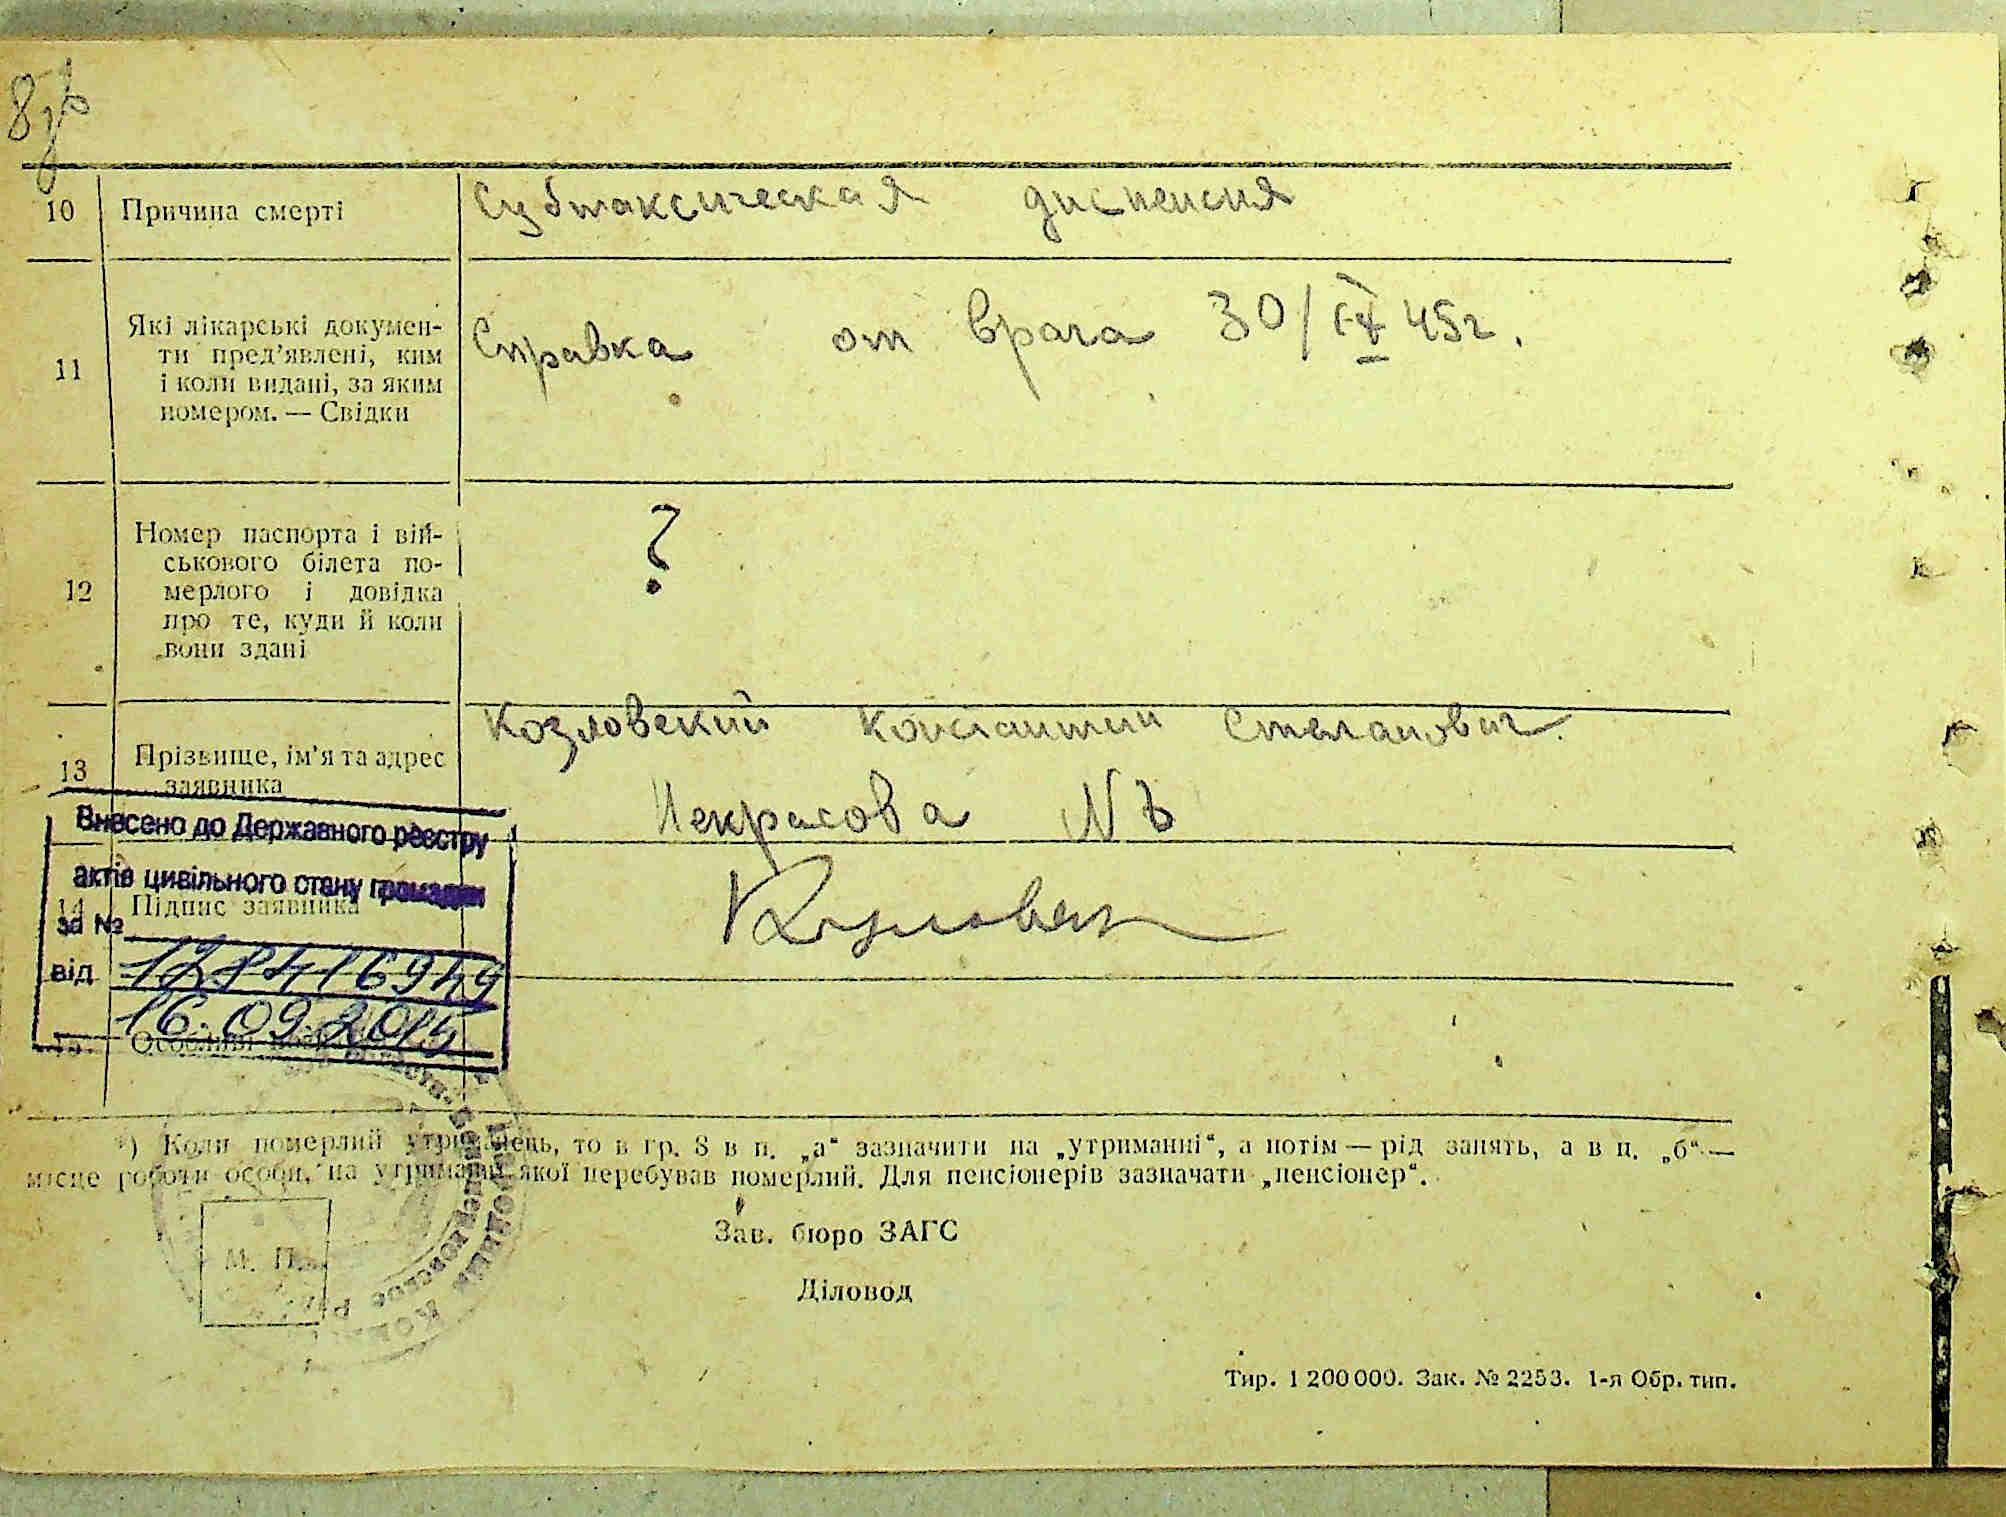 10 Причина смерті Субтаксическая диспепсия
11 Які лікарські докумен-
ти пред'явлені, ким
і коли видані, за яким
номером. — Свідки
Справка от врача 30/IX 45г.
12 Номер паспорта і вій-
ськового білета по-
мерлого і довідка
про те, куди й коли
вони здані
?
13 Прізвище, ім'я та адрес
заявника
Козловский Константин Степанович.
Некрасова №
Внесено до Державного реєстру
актів цивільного стану громадян
14 Підпис заявника
за №
від
16.09.2015
15. Особливі
*) Коли померлий утриманець, то в гр. 8 в п. „а“ зазначити на „утриманні“, а потім — рід занять, а в п. „б“ —
місце роботи особи, на утриманні якої перебував померлий. Для пенсіонерів зазначати „пенсіонер“.
Зав. бюро ЗАГС
М. П.
Діловод
Тир. 1 200 000. Зак. № 2253. 1-я Обр. тип.